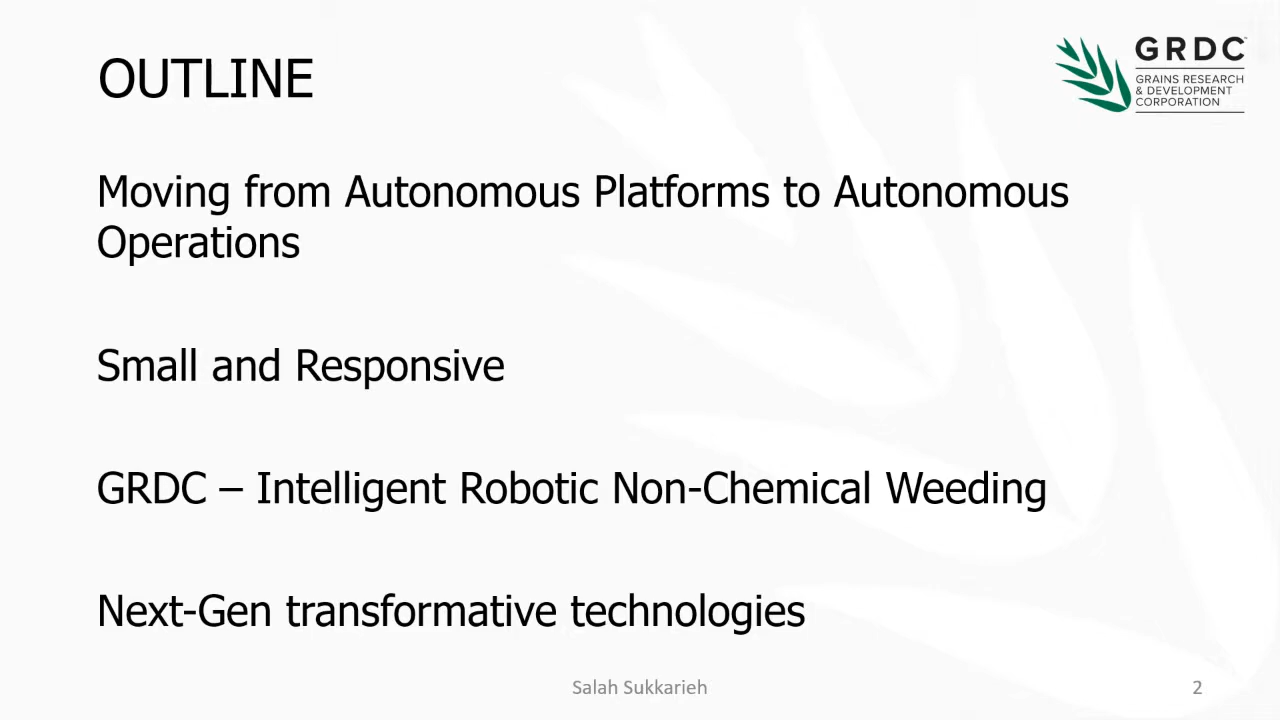 OUTLINE
GRDC™
GRAINS RESEARCH
& DEVELOPMENT
CORPORATION
Moving from Autonomous Platforms to Autonomous
Operations
Small and Responsive
GRDC – Intelligent Robotic Non-Chemical Weeding
Next-Gen transformative technologies
Salah Sukkarieh
2